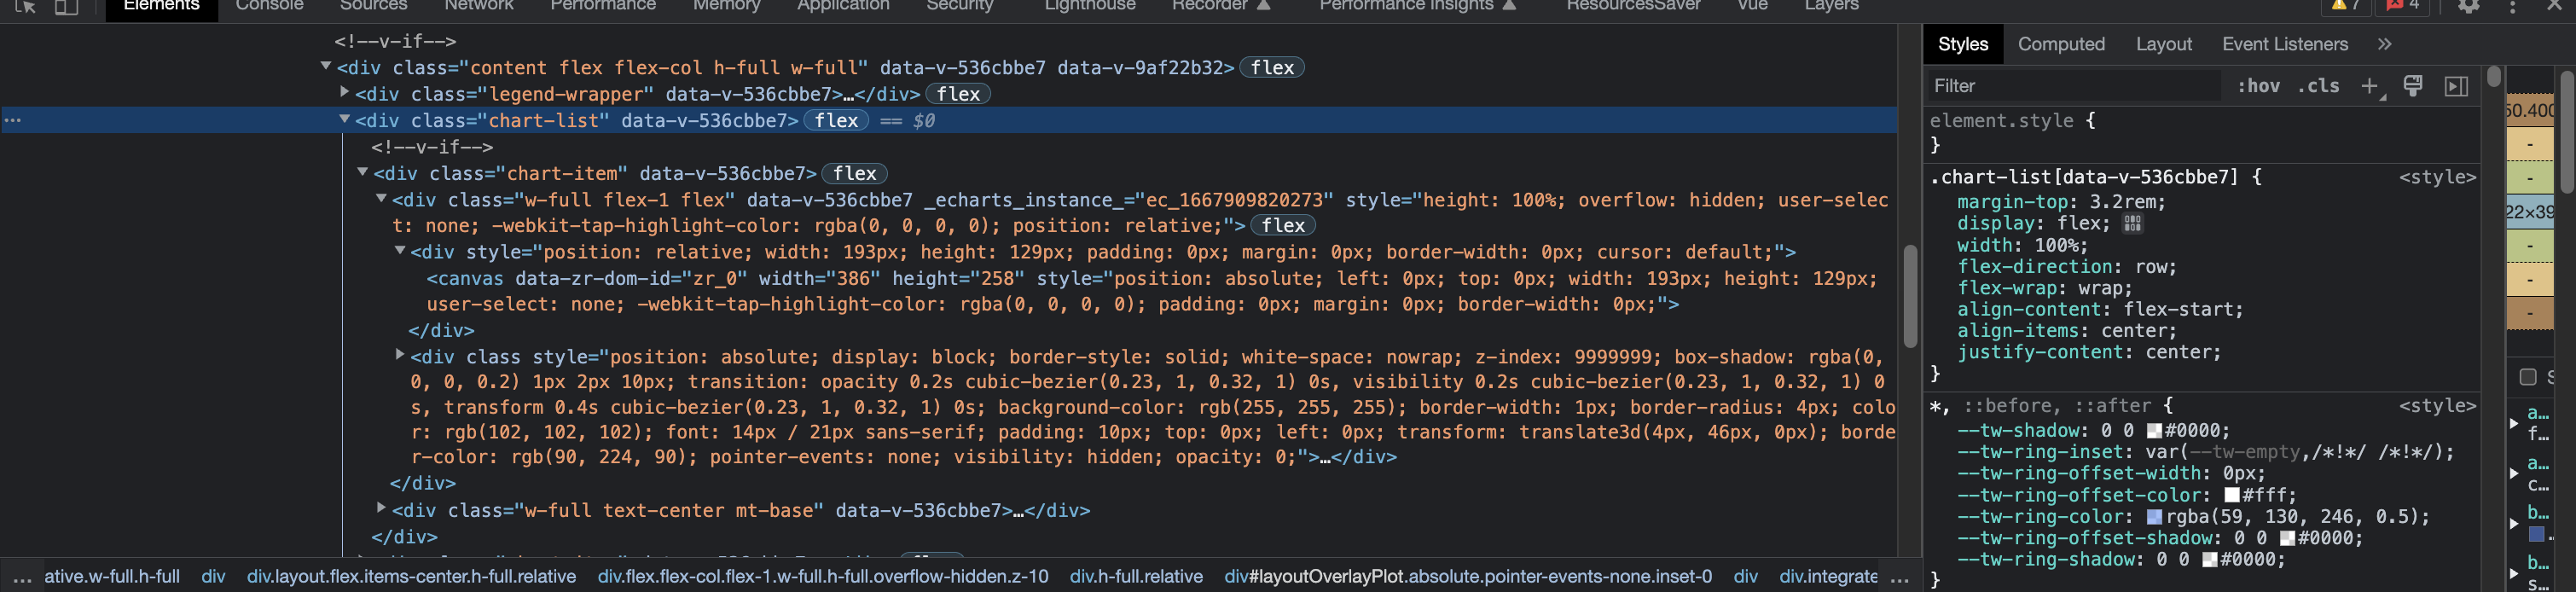 Elements Console Sources Network Performance Memory Application Security Lighthouse Recorder Performance Insights ResourcesSaver Vue Layers 7 4
<!--v-if-->
<div class="content flex flex-col h-full w-full" data-v-536cbbe7 data-v-9af22b32> flex
<div class="legend-wrapper" data-v-536cbbe7>…</div> flex
… <div class="chart-list" data-v-536cbbe7> flex == $0
<!--v-if-->
<div class="chart-item" data-v-536cbbe7> flex
<div class="w-full flex-1 flex" data-v-536cbbe7 _echarts_instance_="ec_1667909820273" style="height: 100%; overflow: hidden; user-selec
t: none; -webkit-tap-highlight-color: rgba(0, 0, 0, 0); position: relative;"> flex
<div style="position: relative; width: 193px; height: 129px; padding: 0px; margin: 0px; border-width: 0px; cursor: default;">
<canvas data-zr-dom-id="zr_0" width="386" height="258" style="position: absolute; left: 0px; top: 0px; width: 193px; height: 129px;
user-select: none; -webkit-tap-highlight-color: rgba(0, 0, 0, 0); padding: 0px; margin: 0px; border-width: 0px;">
</div>
<div class style="position: absolute; display: block; border-style: solid; white-space: nowrap; z-index: 9999999; box-shadow: rgba(0,
0, 0, 0.2) 1px 2px 10px; transition: opacity 0.2s cubic-bezier(0.23, 1, 0.32, 1) 0s, visibility 0.2s cubic-bezier(0.23, 1, 0.32, 1) 0
s, transform 0.4s cubic-bezier(0.23, 1, 0.32, 1) 0s; background-color: rgb(255, 255, 255); border-width: 1px; border-radius: 4px; colo
r: rgb(102, 102, 102); font: 14px / 21px sans-serif; padding: 10px; top: 0px; left: 0px; transform: translate3d(4px, 46px, 0px); borde
r-color: rgb(90, 224, 90); pointer-events: none; visibility: hidden; opacity: 0;">…</div>
</div>
<div class="w-full text-center mt-base" data-v-536cbbe7>…</div>
</div>
… ative.w-full.h-full div div.layout.flex.items-center.h-full.relative div.flex.flex-col.flex-1.w-full.h-full.overflow-hidden.z-10 div.h-full.relative div#layoutOverlayPlot.absolute.pointer-events-none.inset-0 div div.integrate …
Styles Computed Layout Event Listeners »
Filter :hov .cls +
element.style {
}
.chart-list[data-v-536cbbe7] { <style>
margin-top: 3.2rem;
display: flex;
width: 100%;
flex-direction: row;
flex-wrap: wrap;
align-content: flex-start;
align-items: center;
justify-content: center;
}
*, ::before, ::after { <style>
--tw-shadow: 0 0 #0000;
--tw-ring-inset: var(--tw-empty,/*!*/ /*!*/);
--tw-ring-offset-width: 0px;
--tw-ring-offset-color: #fff;
--tw-ring-color: rgba(59, 130, 246, 0.5);
--tw-ring-offset-shadow: 0 0 #0000;
--tw-ring-shadow: 0 0 #0000;
}
50.400
-
-
22×39
-
-
-
a…
f…
a…
c…
b…
b…
s…